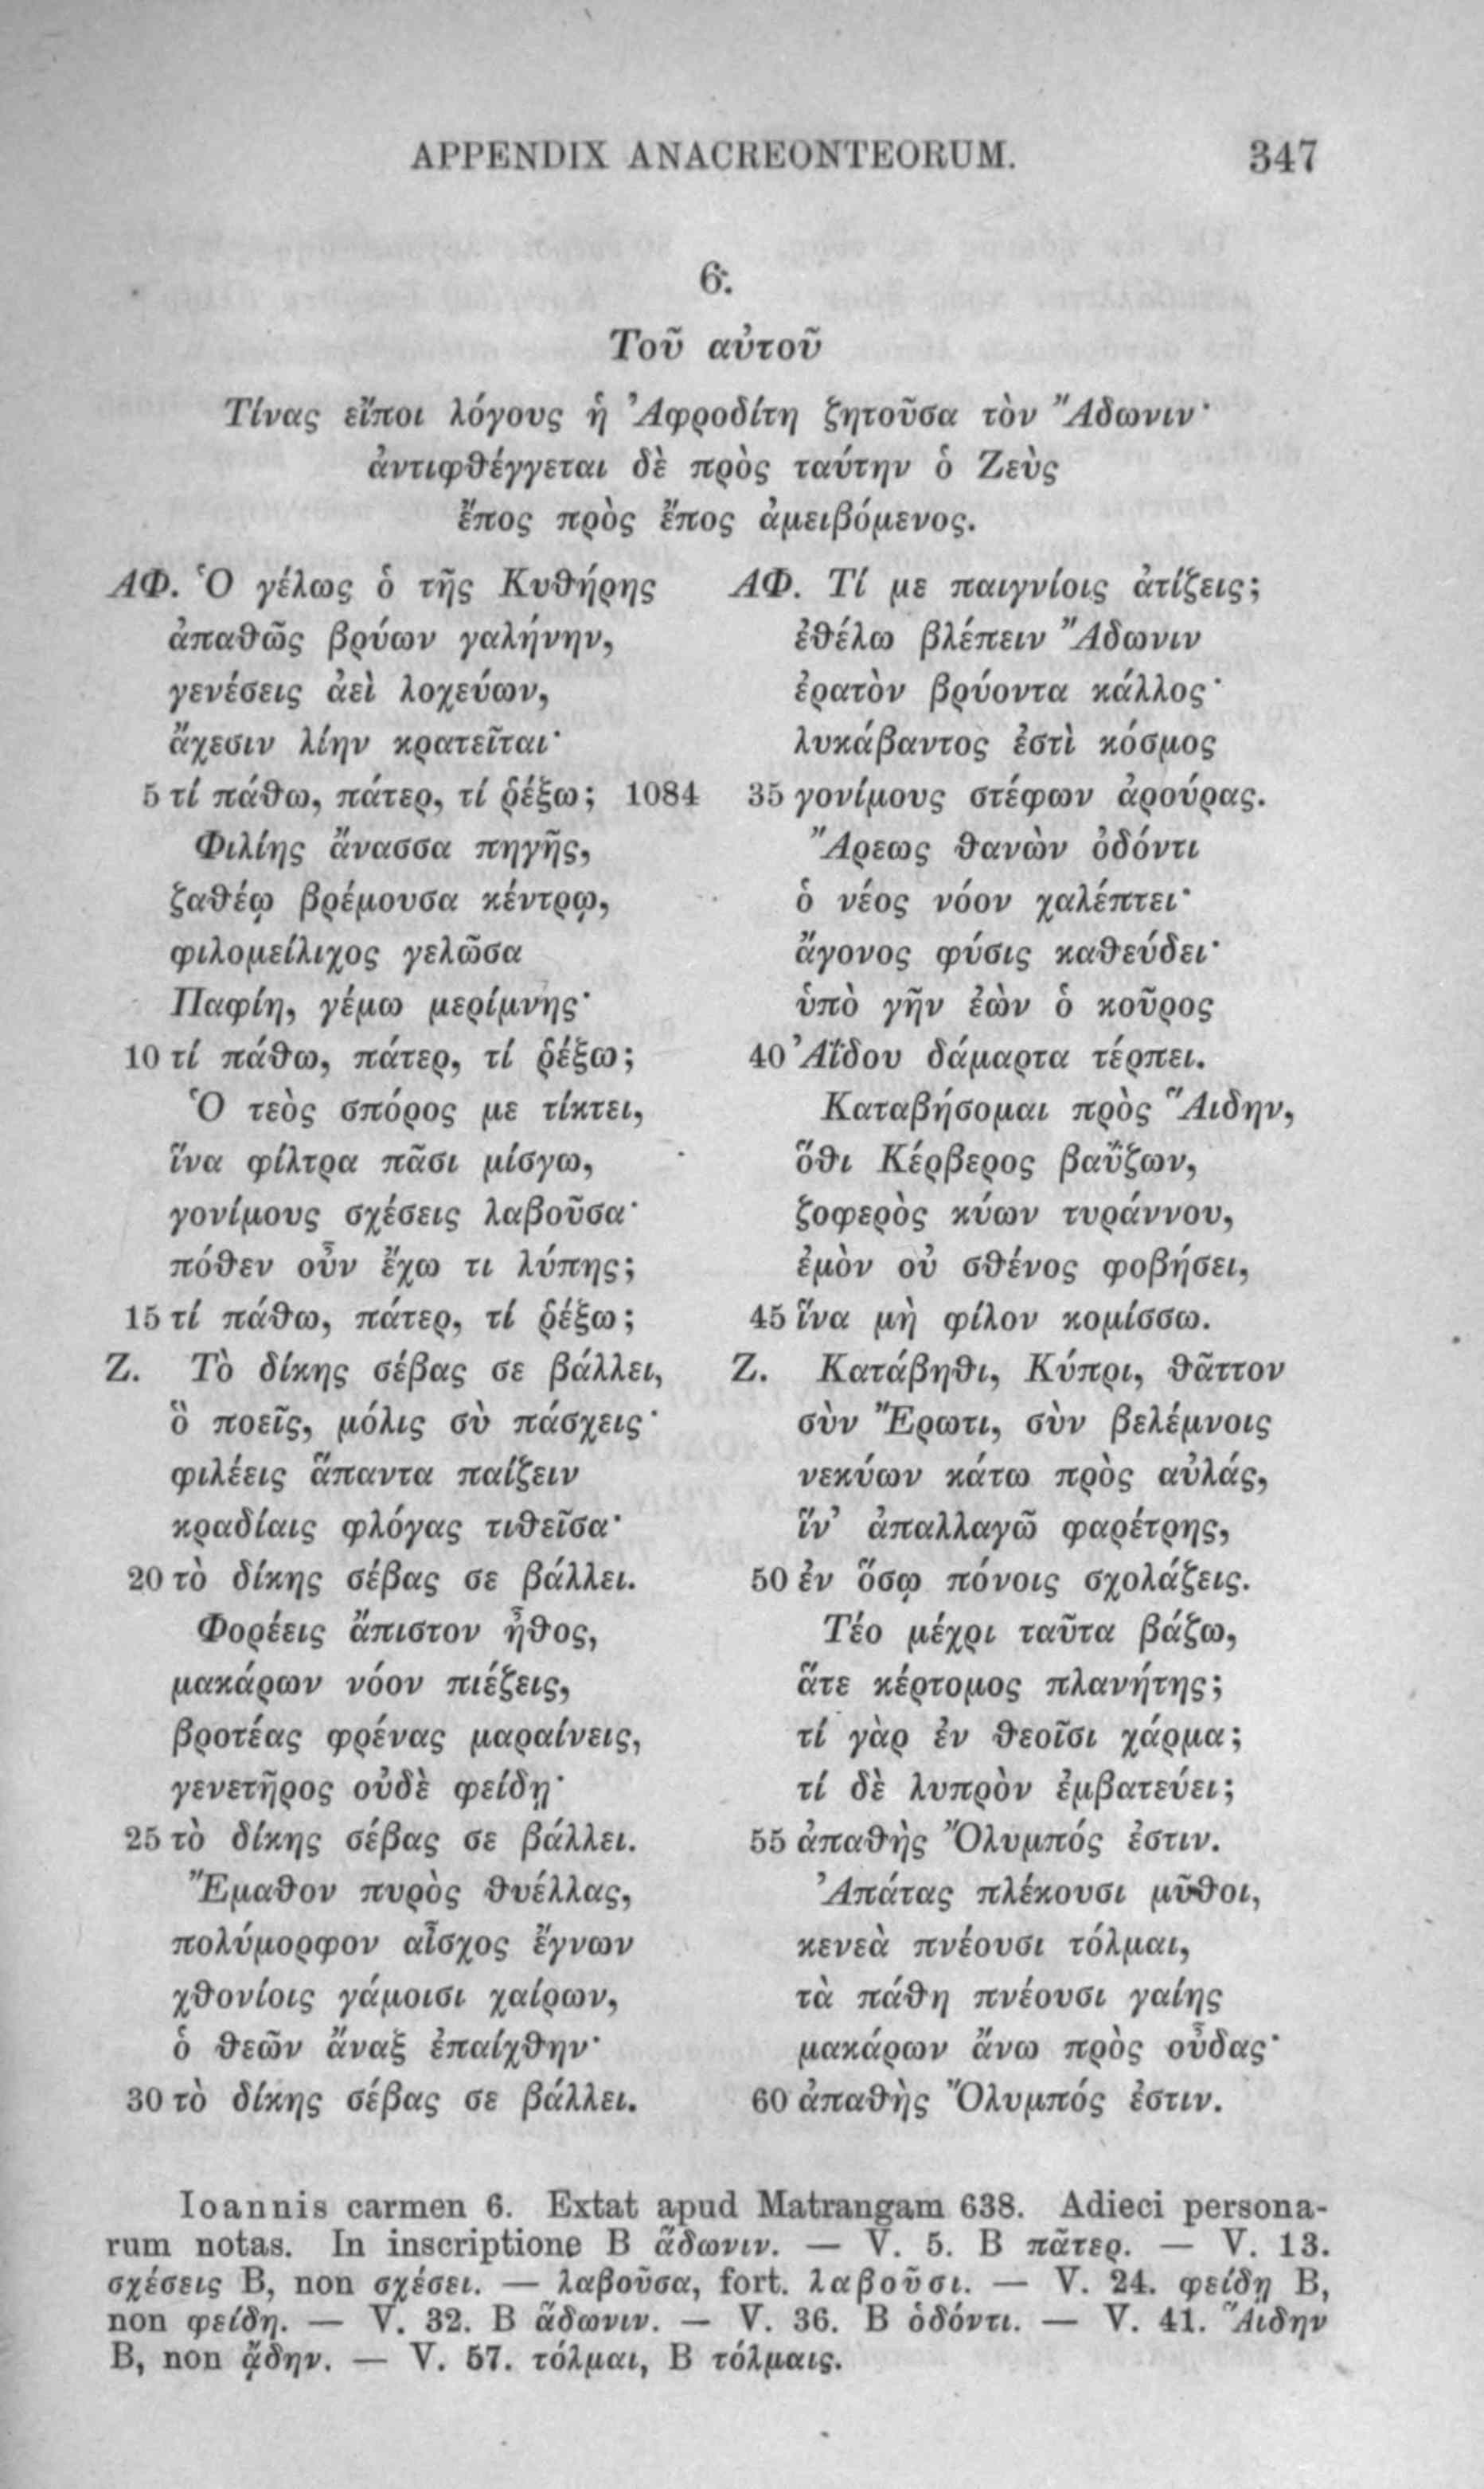 APPENDIX ANACREONTEORUM. 347
6.
Τοῦ αὐτοῦ
Τίνας εἴποι λόγους ἡ Ἀφροδίτη ζητοῦσα τὸν Ἄδωνιν·
ἀντιφθέγγεται δὲ πρὸς ταύτην ὁ Ζεὺς
ἔπος πρὸς ἔπος ἀμειβόμενος.
ΑΦ. Ὁ γέλως ὁ τῆς Κυθήρης
ἀπαθῶς βρύων γαλήνην,
γενέσεις ἀεὶ λοχεύων,
ἄχεσιν λίην κρατεῖται·
5 τί πάθω, πάτερ, τί ῥέξω; 1084
Φιλίης ἄνασσα πηγῆς,
ζαθέῳ βρέμουσα κέντρῳ,
φιλομείλιχος γελῶσα
Παφίη, γέμω μερίμνης·
10 τί πάθω, πάτερ, τί ῥέξω;
Ὁ τεὸς σπόρος με τίκτει,
ἵνα φίλτρα πᾶσι μίσγω,
γονίμους σχέσεις λαβοῦσα·
πόθεν οὖν ἔχω τι λύπης;
15 τί πάθω, πάτερ, τί ῥέξω;
Ζ. Τὸ δίκης σέβας σε βάλλει,
ὃ ποεῖς, μόλις σὺ πάσχεις·
φιλέεις ἅπαντα παίζειν
κραδίαις φλόγας τιθεῖσα·
20 τὸ δίκης σέβας σε βάλλει.
Φορέεις ἄπιστον ἦθος,
μακάρων νόον πιέζεις,
βροτέας φρένας μαραίνεις,
γενετῆρος οὐδὲ φείδῃ·
25 τὸ δίκης σέβας σε βάλλει.
Ἔμαθον πυρὸς θυέλλας,
πολύμορφον αἶσχος ἔγνων
χθονίοις γάμοισι χαίρων,
ὁ θεῶν ἄναξ ἐπαίχθην·
30 τὸ δίκης σέβας σε βάλλει.
ΑΦ. Τί με παιγνίοις ἀτίζεις;
ἐθέλω βλέπειν Ἄδωνιν
ἐρατὸν βρύοντα κάλλος·
λυκάβαντος ἐστὶ κόσμος
35 γονίμους στέφων ἀρούρας.
Ἄρεως θανὼν ὀδόντι
ὁ νέος νόον χαλέπτει·
ἄγονος φύσις καθεύδει·
ὑπὸ γῆν ἐὼν ὁ κοῦρος
40 Ἀΐδου δάμαρτα τέρπει.
Καταβήσομαι πρὸς Ἅιδην,
ὅθι Κέρβερος βαΰζων,
ζοφερὸς κύων τυράννου,
ἐμὸν οὐ σθένος φοβήσει,
45 ἵνα μὴ φίλον κομίσσω.
Ζ. Κατάβηθι, Κύπρι, θᾶττον
σὺν Ἔρωτι, σὺν βελέμνοις
νεκύων κάτω πρὸς αὐλάς,
ἵν᾽ ἀπαλλαγῶ φαρέτρης,
50 ἐν ὅσῳ πόνοις σχολάζεις.
Τέο μέχρι ταῦτα βάζω,
ἅτε κέρτομος πλανήτης;
τί γὰρ ἐν θεοῖσι χάρμα;
τί δὲ λυπρὸν ἐμβατεύει;
55 ἀπαθὴς Ὄλυμπός ἐστιν.
Ἀπάτας πλέκουσι μῦθοι,
κενεὰ πνέουσι τόλμαι,
τὰ πάθη πνέουσι γαίης
μακάρων ἄνω πρὸς οὖδας·
60 ἀπαθὴς Ὄλυμπός ἐστιν.
Ioannis carmen 6. Extat apud Matrangam 638. Adieci persona-
rum notas. In inscriptione B ἅδωνιν. — V. 5. B πᾶτερ. — V. 13.
σχέσεις B, non σχέσει. — λαβοῦσα, fort. λαβοῦσι. — V. 24. φείδῃ B,
non φείδη. — V. 32. B ἅδωνιν. — V. 36. B ὁδόντι. — V. 41. Ἅιδην
B, non ᾅδην. — V. 57. τόλμαι, B τόλμαις.